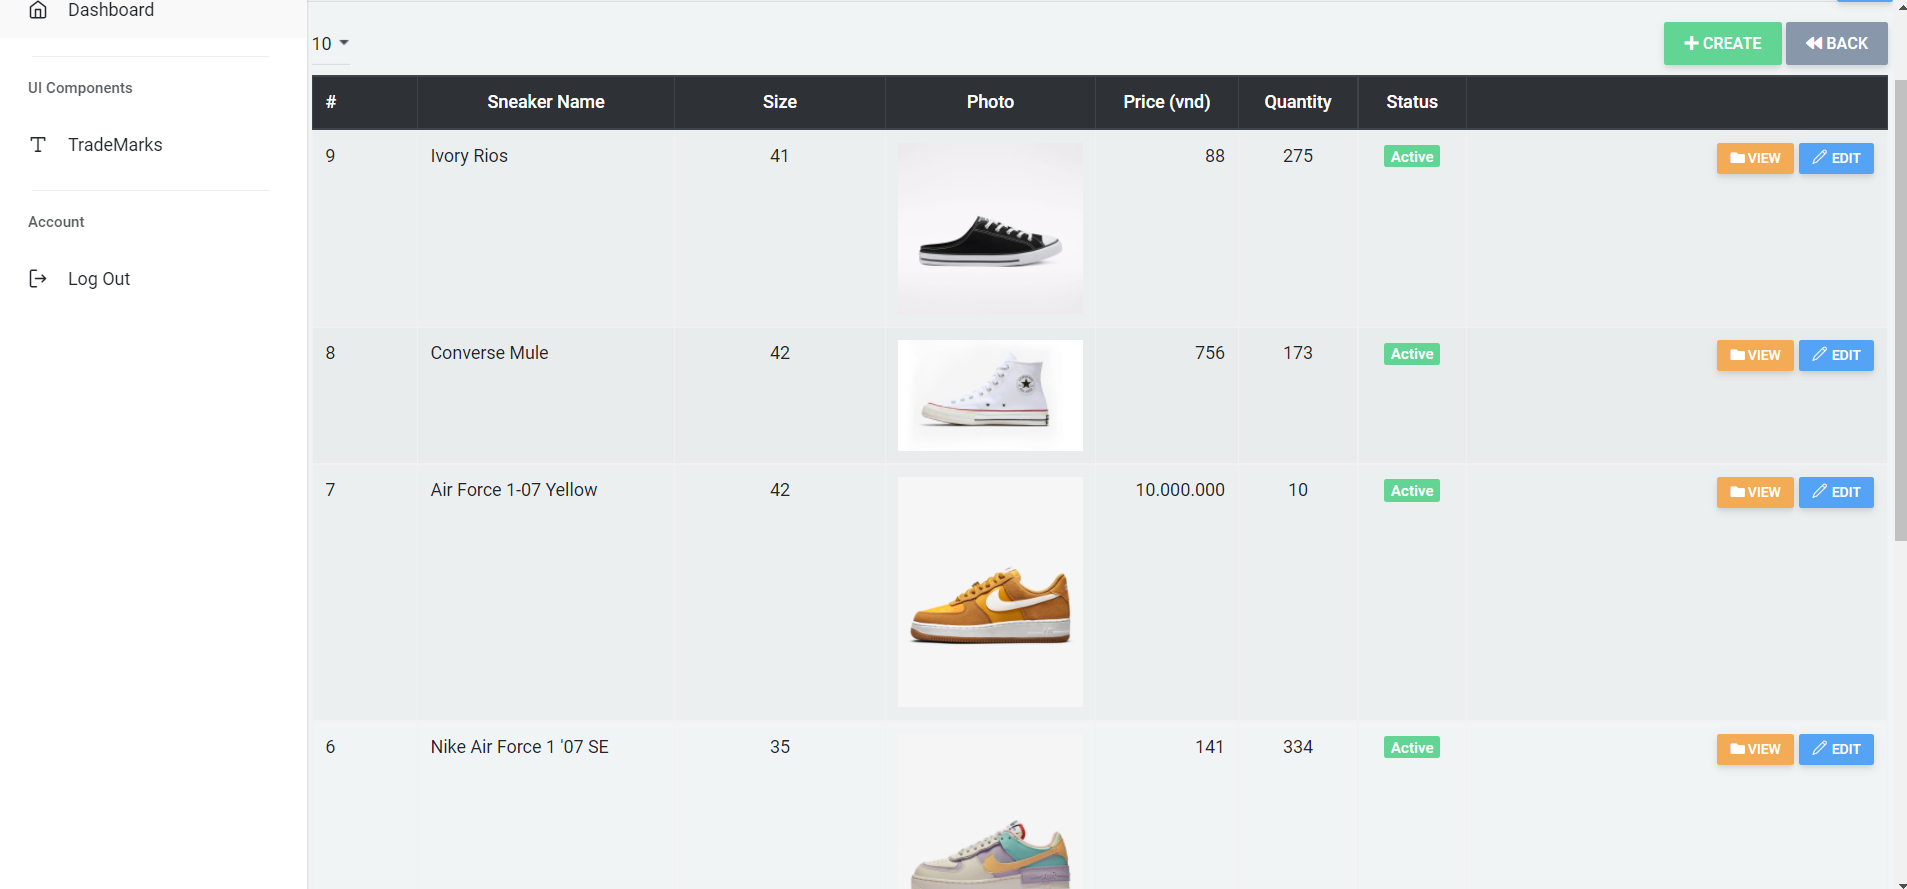 Dashboard
UI Components
TradeMarks
Account
Log Out
10
CREATE BACK
# Sneaker Name Size Photo Price (vnd) Quantity Status
9 Ivory Rios 41 88 275 Active VIEW EDIT
8 Converse Mule 42 756 173 Active VIEW EDIT
7 Air Force 1-07 Yellow 42 10.000.000 10 Active VIEW EDIT
6 Nike Air Force 1 '07 SE 35 141 334 Active VIEW EDIT